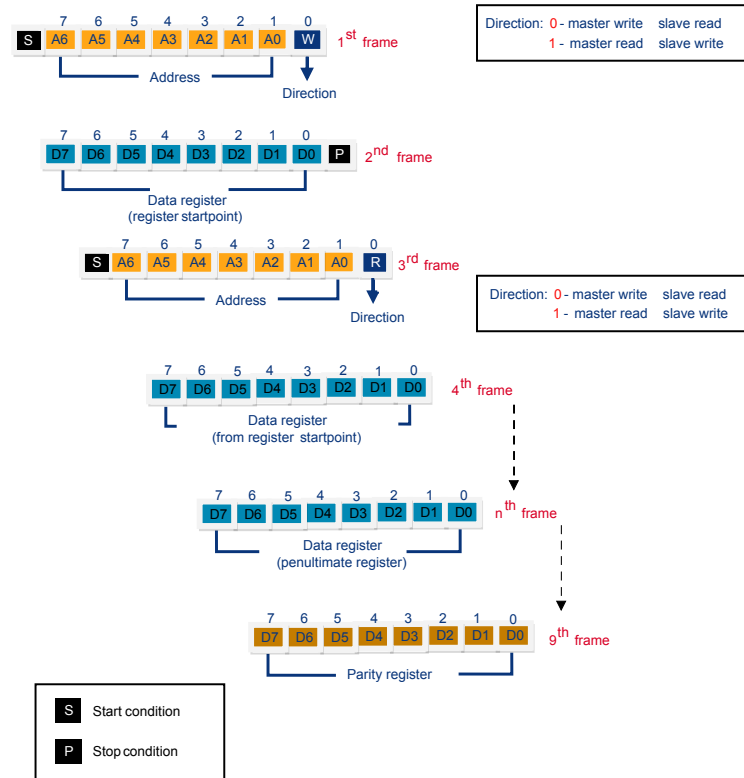 7 6 5 4 3 2 1 0
S A6 A5 A4 A3 A2 A1 A0 W 1st frame
Address
Direction
Direction: 0 - master write slave read
1 - master read slave write
7 6 5 4 3 2 1 0
D7 D6 D5 D4 D3 D2 D1 D0 P 2nd frame
Data register
(register startpoint)
7 6 5 4 3 2 1 0
S A6 A5 A4 A3 A2 A1 A0 R 3rd frame
Address
Direction
Direction: 0 - master write slave read
1 - master read slave write
7 6 5 4 3 2 1 0
D7 D6 D5 D4 D3 D2 D1 D0 4th frame
Data register
(from register startpoint)
7 6 5 4 3 2 1 0
D7 D6 D5 D4 D3 D2 D1 D0 nth frame
Data register
(penultimate register)
7 6 5 4 3 2 1 0
D7 D6 D5 D4 D3 D2 D1 D0 9th frame
Parity register
S Start condition
P Stop condition